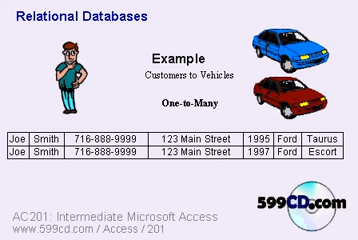 Relational Databases
Example
Customers to Vehicles
One-to-Many
Joe Smith 716-888-9999 123 Main Street 1995 Ford Taurus
Joe Smith 716-888-9999 123 Main Street 1997 Ford Escort
599CD.com
AC201: Intermediate Microsoft Access
www.599cd.com / Access / 201